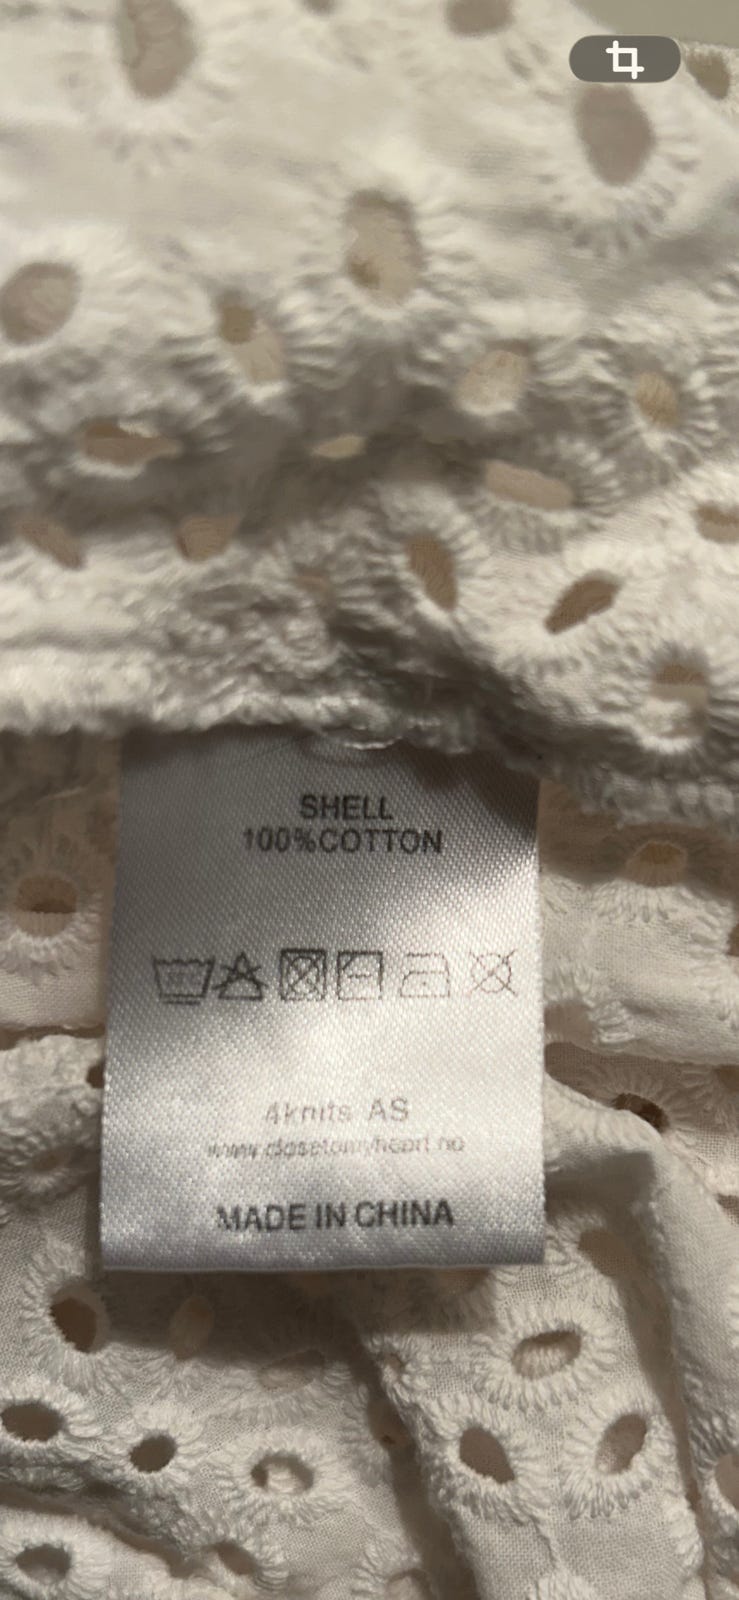 SHELL
100%COTTON
4knits AS
www.closetomyheart.no
MADE IN CHINA